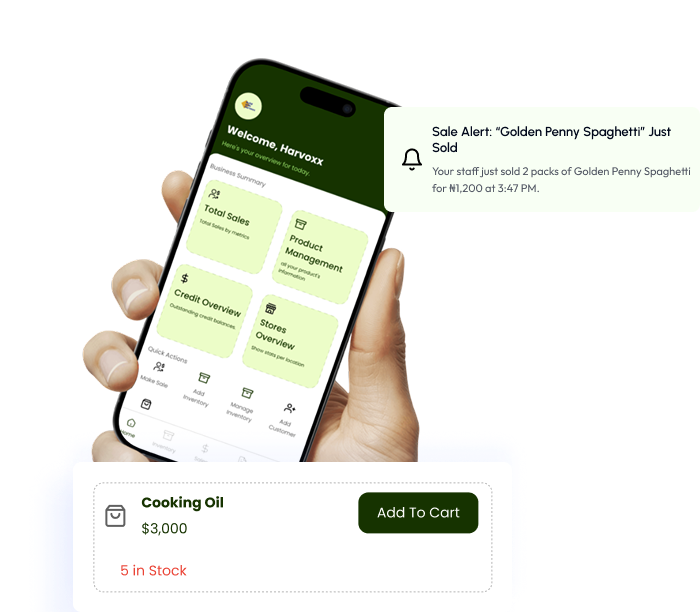 Sale Alert: “Golden Penny Spaghetti” Just
Sold
Your staff just sold 2 packs of Golden Penny Spaghetti
for ₦1,200 at 3:47 PM.
Welcome, Harvoxx
Here's your overview for today.
Business Summary
Total Sales
Total Sales by metrics
Product
Management
all your product's
information.
Credit Overview
Outstanding credit balances
Stores
Overview
Show stats per location
Quick Actions
Make Sale
Add
Inventory
Manage
Inventory
Add
Customer
Home
Inventory
Cooking Oil
$3,000
Add To Cart
5 in Stock